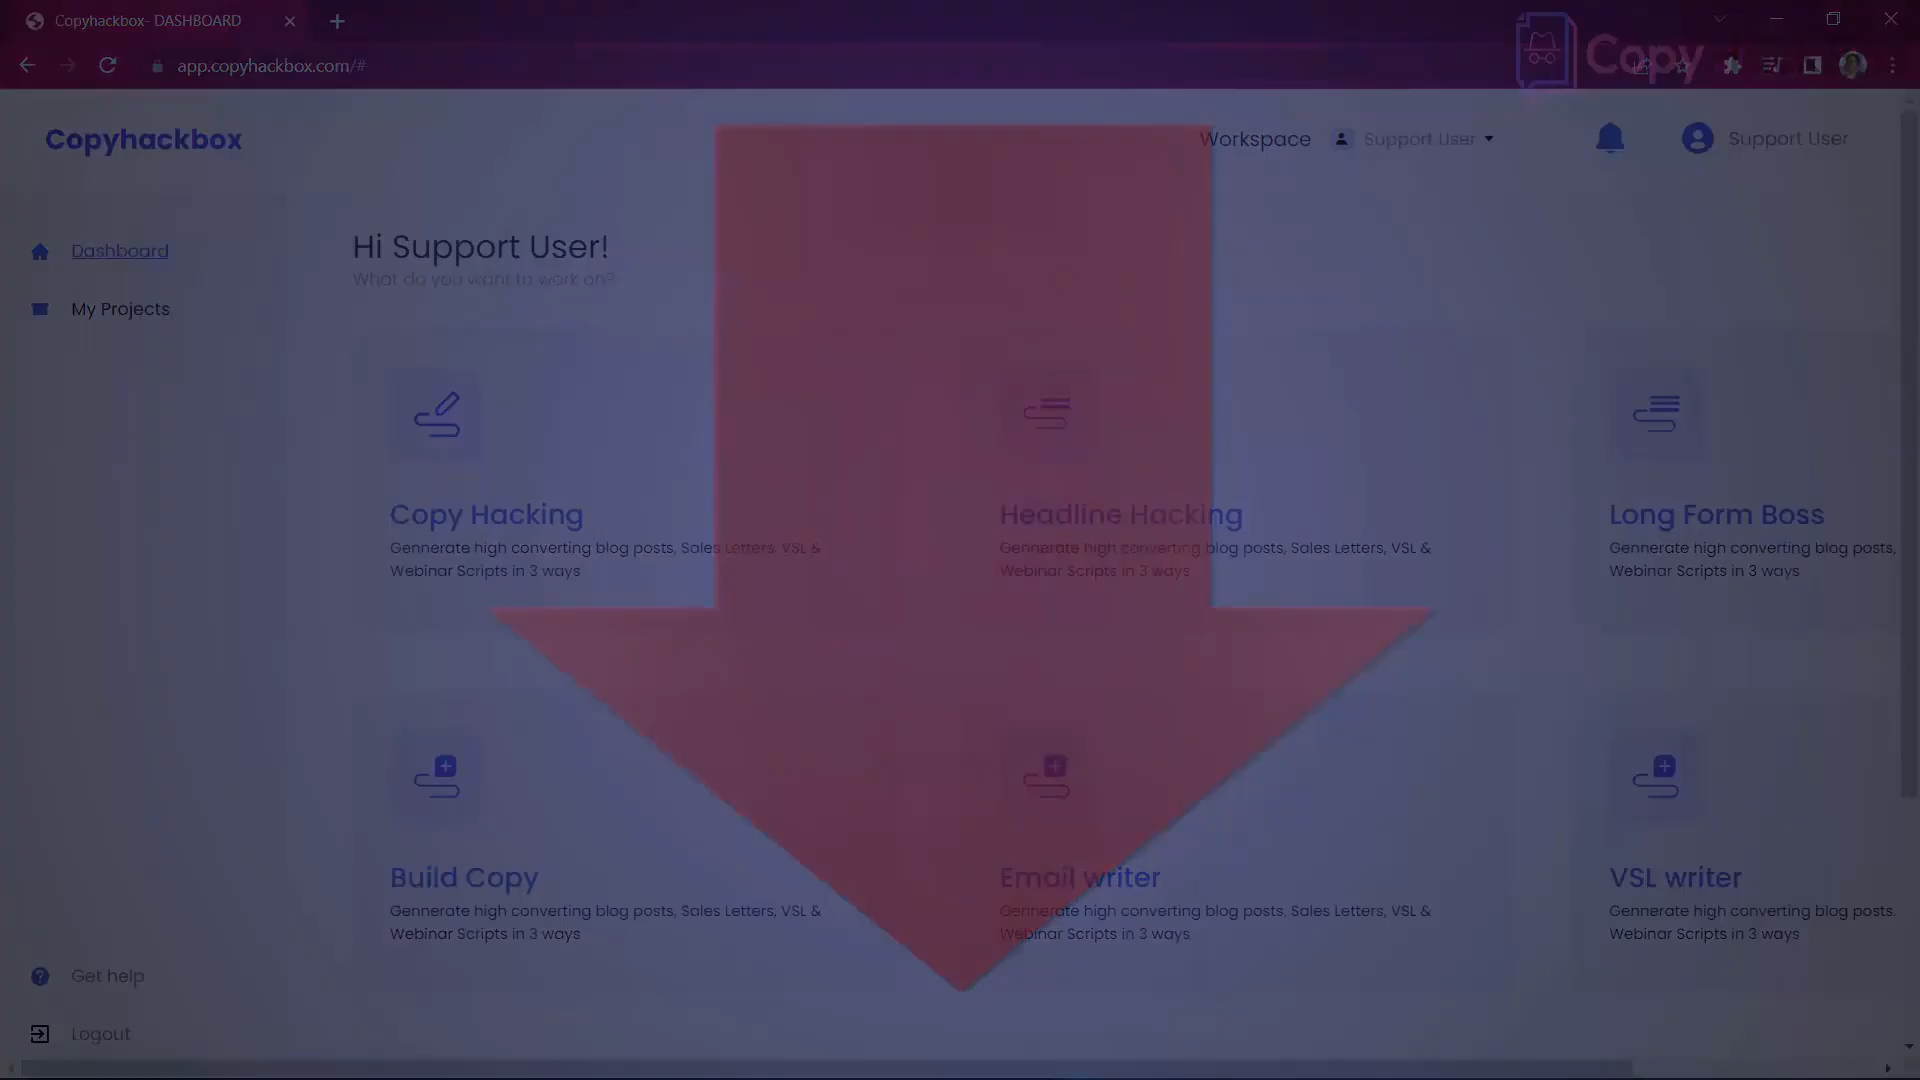 Copyhackbox- DASHBOARD
app.copyhackbox.com/#
Copy
Copyhackbox
Workspace
Support User
Support User
Dashboard
My Projects
Hi Support User!
What do you want to work on?
Copy Hacking
Gennerate high converting blog posts, Sales Letters, VSL &
Webinar Scripts in 3 ways
Headline Hacking
Gennerate high converting blog posts, Sales Letters, VSL &
Webinar Scripts in 3 ways
Long Form Boss
Gennerate high converting blog posts,
Webinar Scripts in 3 ways
Build Copy
Gennerate high converting blog posts, Sales Letters, VSL &
Webinar Scripts in 3 ways
Email writer
Gennerate high converting blog posts, Sales Letters, VSL &
Webinar Scripts in 3 ways
VSL writer
Gennerate high converting blog posts.
Webinar Scripts in 3 ways
Get help
Logout